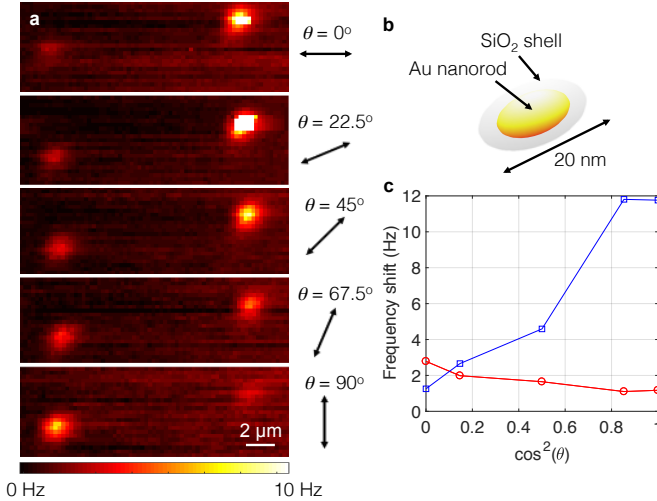 a
θ = 0°
θ = 22.5°
θ = 45°
θ = 67.5°
θ = 90°
2 μm
0 Hz
10 Hz
b
SiO₂ shell
Au nanorod
20 nm
c
12
10
8
6
4
2
0
Frequency shift (Hz)
0 0.2 0.4 0.6 0.8 1
cos²(θ)